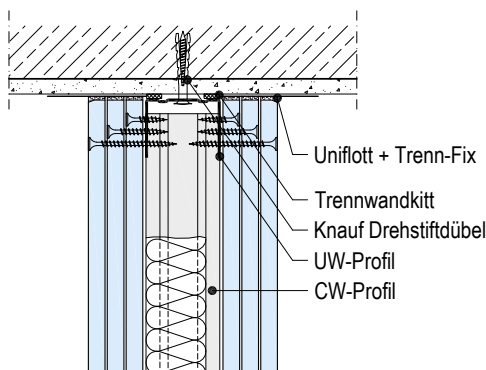 Uniflott + Trenn-Fix
Trennwandkitt
Knauf Drehstiftdübel
UW-Profil
CW-Profil